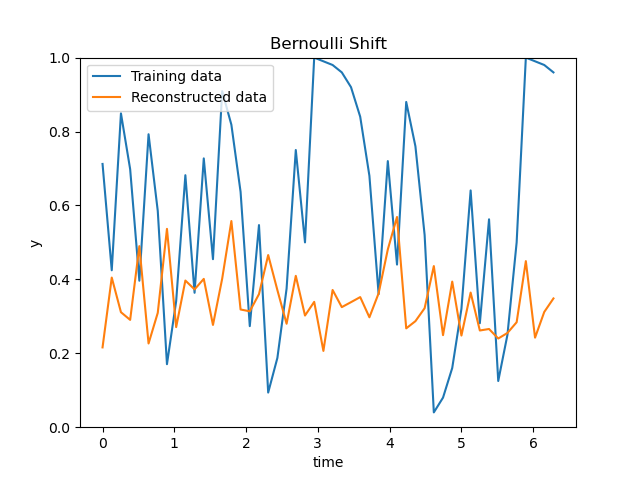 Bernoulli Shift
Training data
Reconstructed data
1.0
0.8
0.6
0.4
0.2
0.0
y
0 1 2 3 4 5 6
time